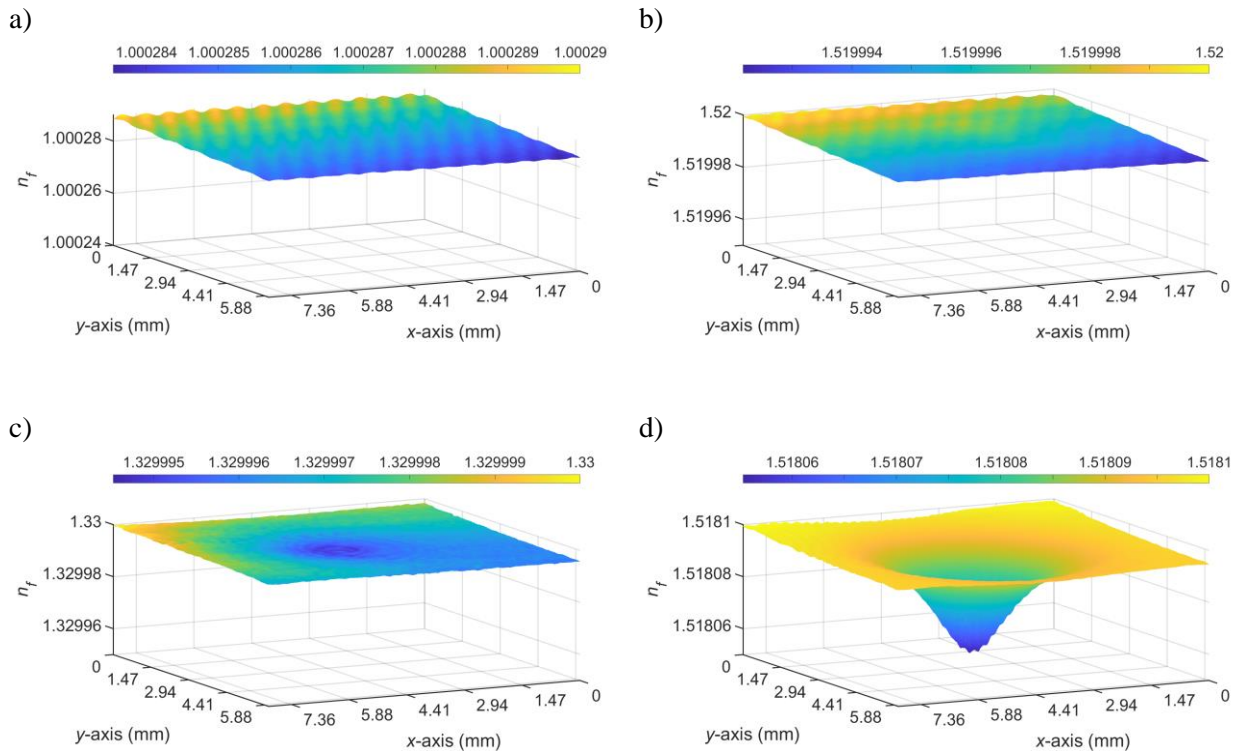 a)
1.000284 1.000285 1.000286 1.000287 1.000288 1.000289 1.00029
1.00028
1.00026
1.00024
n_f
0
1.47
2.94
4.41
5.88
y-axis (mm)
7.36 5.88 4.41 2.94 1.47 0
x-axis (mm)
b)
1.519994 1.519996 1.519998 1.52
1.52
1.51998
1.51996
n_f
0
1.47
2.94
4.41
5.88
y-axis (mm)
7.36 5.88 4.41 2.94 1.47 0
x-axis (mm)
c)
1.329995 1.329996 1.329997 1.329998 1.329999 1.33
1.33
1.32998
1.32996
n_f
0
1.47
2.94
4.41
5.88
y-axis (mm)
7.36 5.88 4.41 2.94 1.47 0
x-axis (mm)
d)
1.51806 1.51807 1.51808 1.51809 1.5181
1.5181
1.51808
1.51806
n_f
0
1.47
2.94
4.41
5.88
y-axis (mm)
7.36 5.88 4.41 2.94 1.47 0
x-axis (mm)